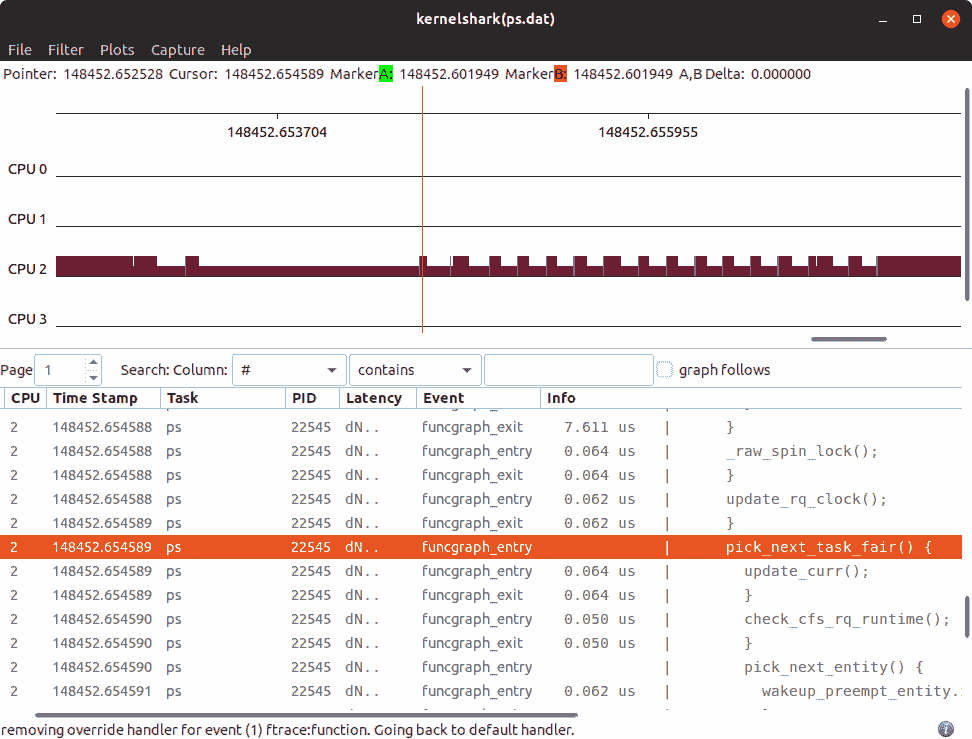 kernelshark(ps.dat)
File Filter Plots Capture Help
Pointer: 148452.652528 Cursor: 148452.654589 MarkerA: 148452.601949 MarkerB: 148452.601949 A,B Delta: 0.000000
148452.653704 148452.655955
CPU 0
CPU 1
CPU 2
CPU 3
Page 1 Search: Column: # contains graph follows
CPU Time Stamp Task PID Latency Event Info
2 148452.654588 ps 22545 dN.. funcgraph_exit 7.611 us | }
2 148452.654588 ps 22545 dN.. funcgraph_entry 0.064 us | _raw_spin_lock();
2 148452.654588 ps 22545 dN.. funcgraph_exit 0.064 us | }
2 148452.654588 ps 22545 dN.. funcgraph_entry 0.062 us | update_rq_clock();
2 148452.654589 ps 22545 dN.. funcgraph_exit 0.062 us | }
2 148452.654589 ps 22545 dN.. funcgraph_entry | pick_next_task_fair() {
2 148452.654589 ps 22545 dN.. funcgraph_entry 0.064 us | update_curr();
2 148452.654589 ps 22545 dN.. funcgraph_exit 0.064 us | }
2 148452.654590 ps 22545 dN.. funcgraph_entry 0.050 us | check_cfs_rq_runtime();
2 148452.654590 ps 22545 dN.. funcgraph_exit 0.050 us | }
2 148452.654590 ps 22545 dN.. funcgraph_entry | pick_next_entity() {
2 148452.654591 ps 22545 dN.. funcgraph_entry 0.062 us | wakeup_preempt_entity.
removing override handler for event (1) ftrace:function. Going back to default handler.